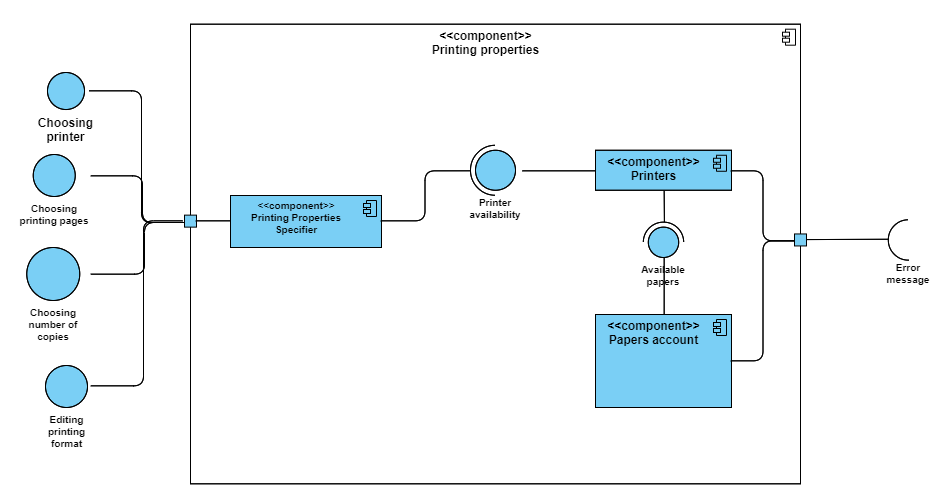 <<component>>
Printing properties
Choosing
printer
Choosing
printing pages
Choosing
number of
copies
Editing
printing
format
<<component>>
Printing Properties
Specifier
Printer
availability
<<component>>
Printers
Available
papers
<<component>>
Papers account
Error
message